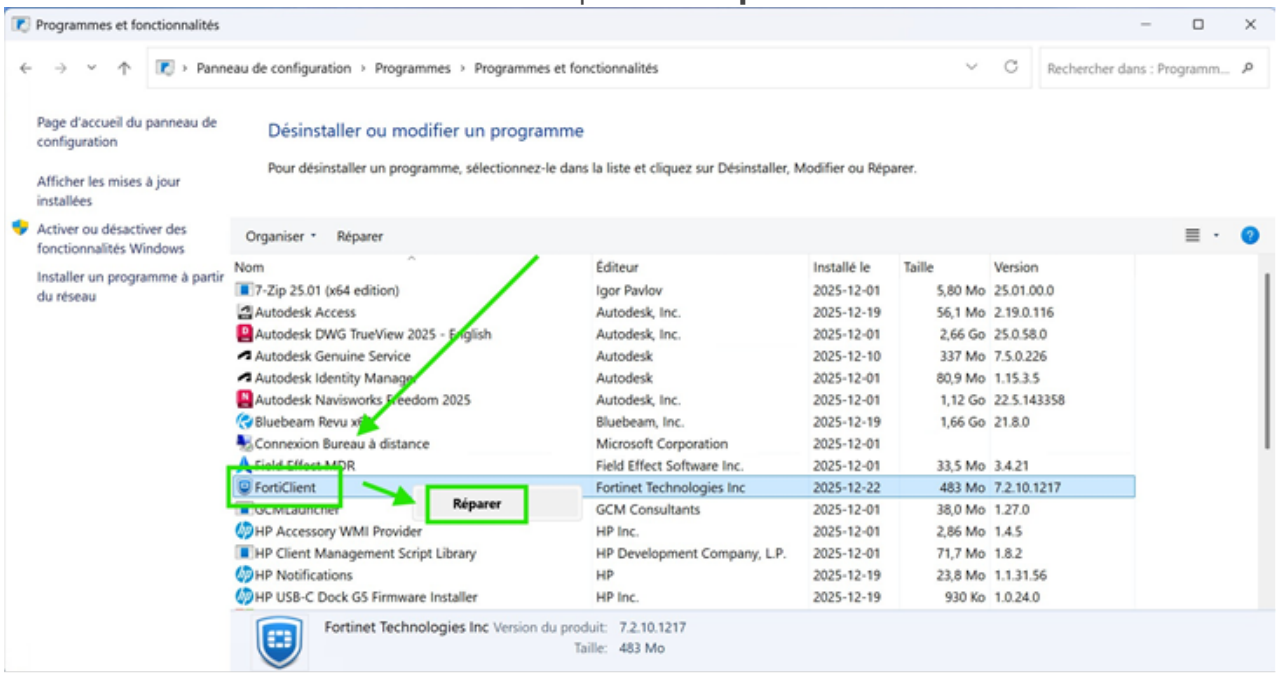 Programmes et fonctionnalités
Panneau de configuration > Programmes > Programmes et fonctionnalités
Rechercher dans : Programm...
Page d'accueil du panneau de
configuration
Afficher les mises à jour
installées
Activer ou désactiver des
fonctionnalités Windows
Installer un programme à partir
du réseau
Désinstaller ou modifier un programme
Pour désinstaller un programme, sélectionnez-le dans la liste et cliquez sur Désinstaller, Modifier ou Réparer.
Organiser Réparer
Nom Éditeur Installé le Taille Version
7-Zip 25.01 (x64 edition) Igor Pavlov 2025-12-01 5,80 Mo 25.01.00.0
Autodesk Access Autodesk, Inc. 2025-12-19 56,1 Mo 2.19.0.116
Autodesk DWG TrueView 2025 - English Autodesk, Inc. 2025-12-01 2,66 Go 25.0.58.0
Autodesk Genuine Service Autodesk 2025-12-10 337 Mo 7.5.0.226
Autodesk Identity Manager Autodesk 2025-12-01 80,9 Mo 1.15.3.5
Autodesk Navisworks Freedom 2025 Autodesk, Inc. 2025-12-01 1,12 Go 22.5.143358
Bluebeam Revu Bluebeam, Inc. 2025-12-19 1,66 Go 21.8.0
Connexion Bureau à distance Microsoft Corporation 2025-12-01
Field Effect MDR Field Effect Software Inc. 2025-12-01 33,5 Mo 3.4.21
FortiClient Fortinet Technologies Inc 2025-12-22 483 Mo 7.2.10.1217
Réparer
GCMLauncher GCM Consultants 2025-12-01 38,0 Mo 1.27.0
HP Accessory WMI Provider HP Inc. 2025-12-01 2,86 Mo 1.4.5
HP Client Management Script Library HP Development Company, L.P. 2025-12-01 71,7 Mo 1.8.2
HP Notifications HP 2025-12-19 23,8 Mo 1.1.31.56
HP USB-C Dock G5 Firmware Installer HP Inc. 2025-12-19 930 Ko 1.0.24.0
Fortinet Technologies Inc Version du produit: 7.2.10.1217
Taille: 483 Mo